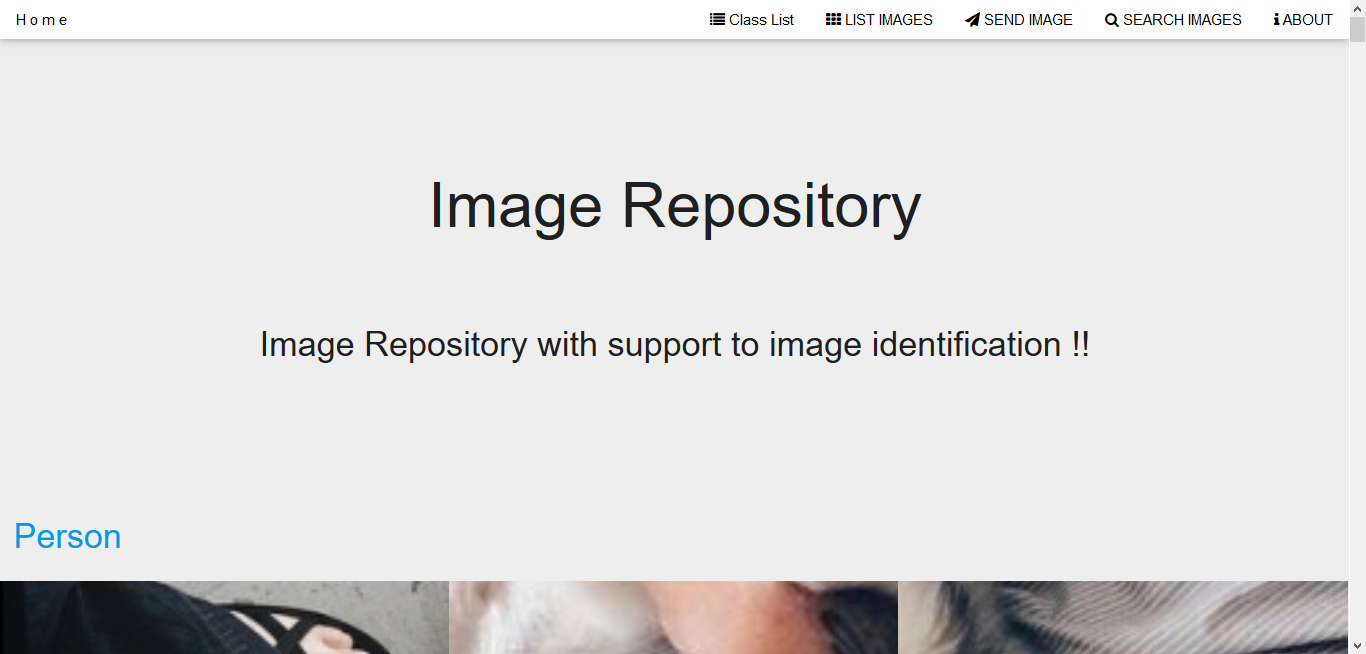 Home
Class List
LIST IMAGES
SEND IMAGE
SEARCH IMAGES
ABOUT
Image Repository
Image Repository with support to image identification !!
Person